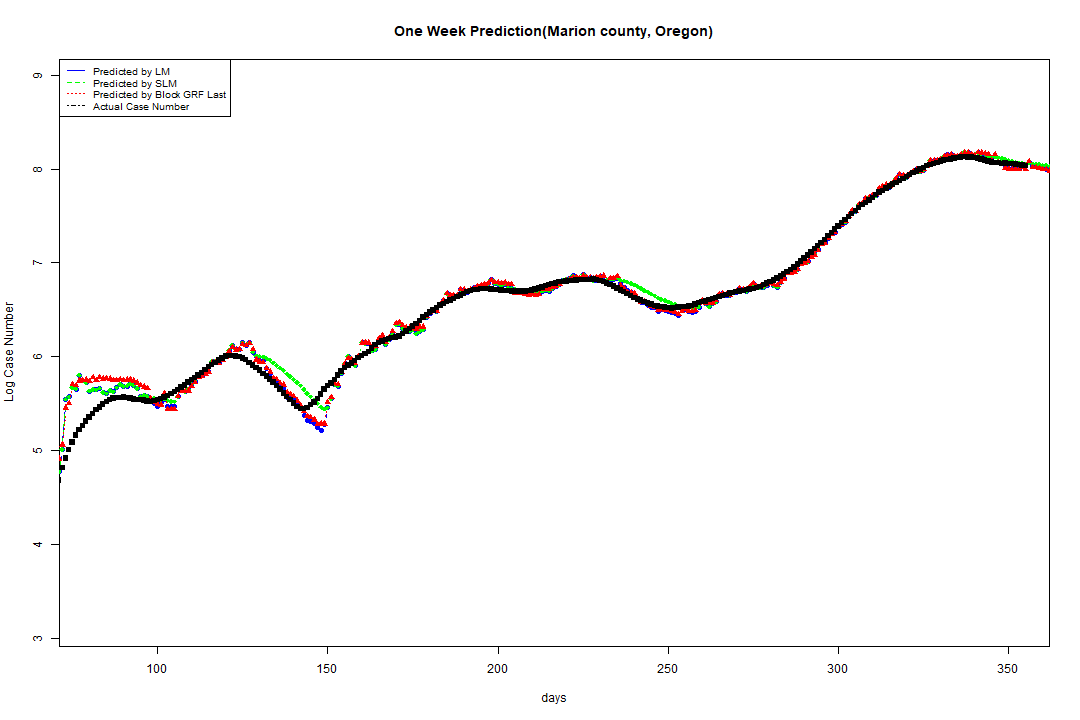 One Week Prediction(Marion county, Oregon)
Predicted by LM
Predicted by SLM
Predicted by Block GRF Last
Actual Case Number
Log Case Number
9
8
7
6
5
4
3
100 150 200 250 300 350
days